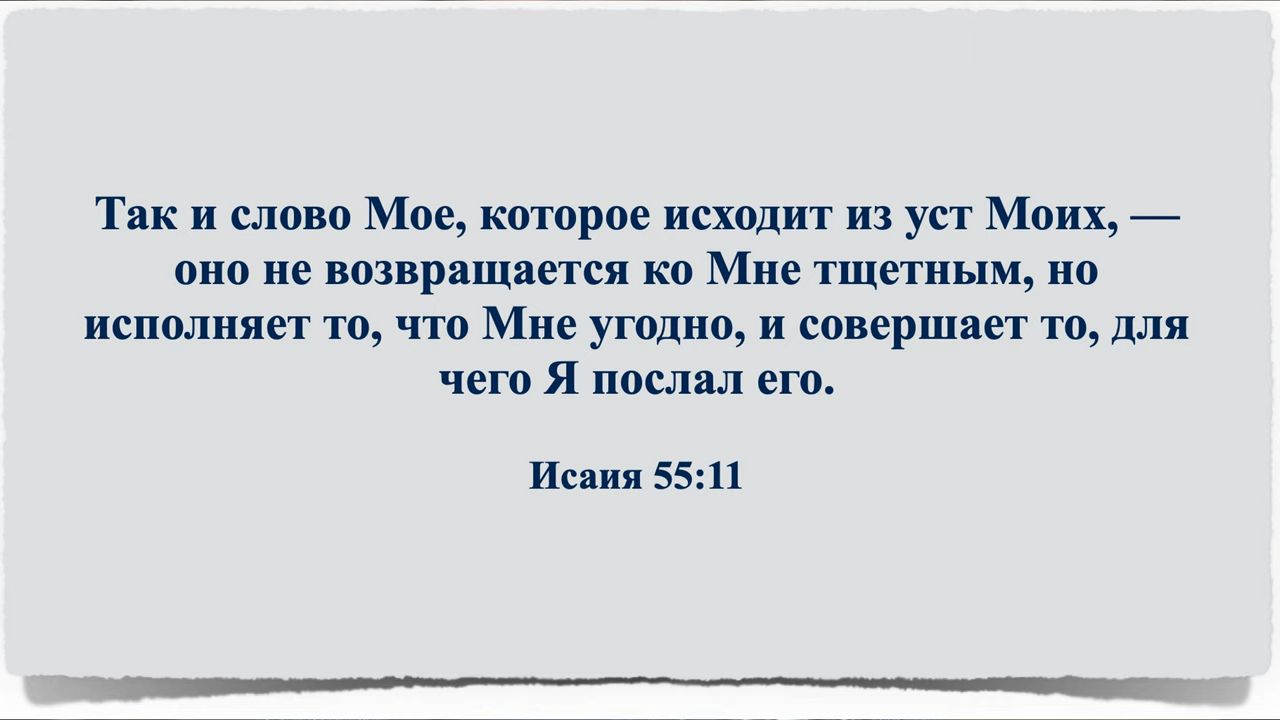 Так и слово Мое, которое исходит из уст Моих, —
оно не возвращается ко Мне тщетным, но
исполняет то, что Мне угодно, и совершает то, для
чего Я послал его.
Исаия 55:11